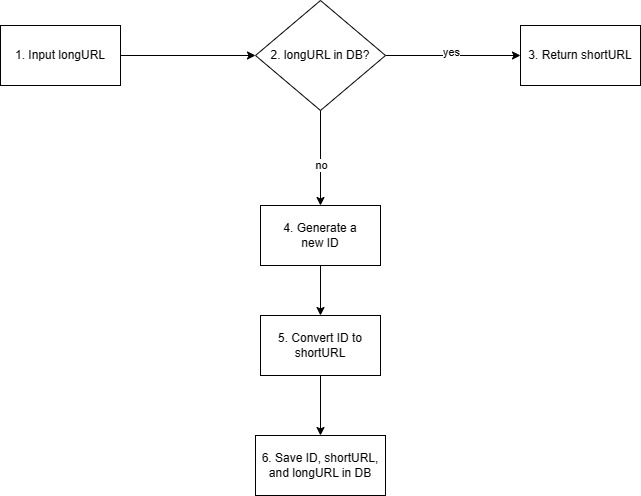 1. Input longURL
2. longURL in DB?
yes
3. Return shortURL
no
4. Generate a
new ID
5. Convert ID to
shortURL
6. Save ID, shortURL,
and longURL in DB